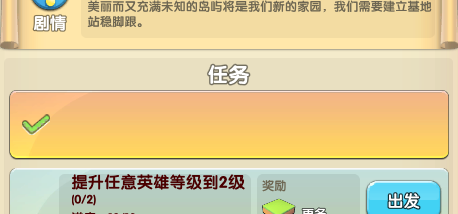 美丽而又充满未知的岛屿将是我们新的家园，我们需要建立基地
站稳脚跟。
剧情
任务
提升任意英雄等级到2级
(0/2)
奖励
出发